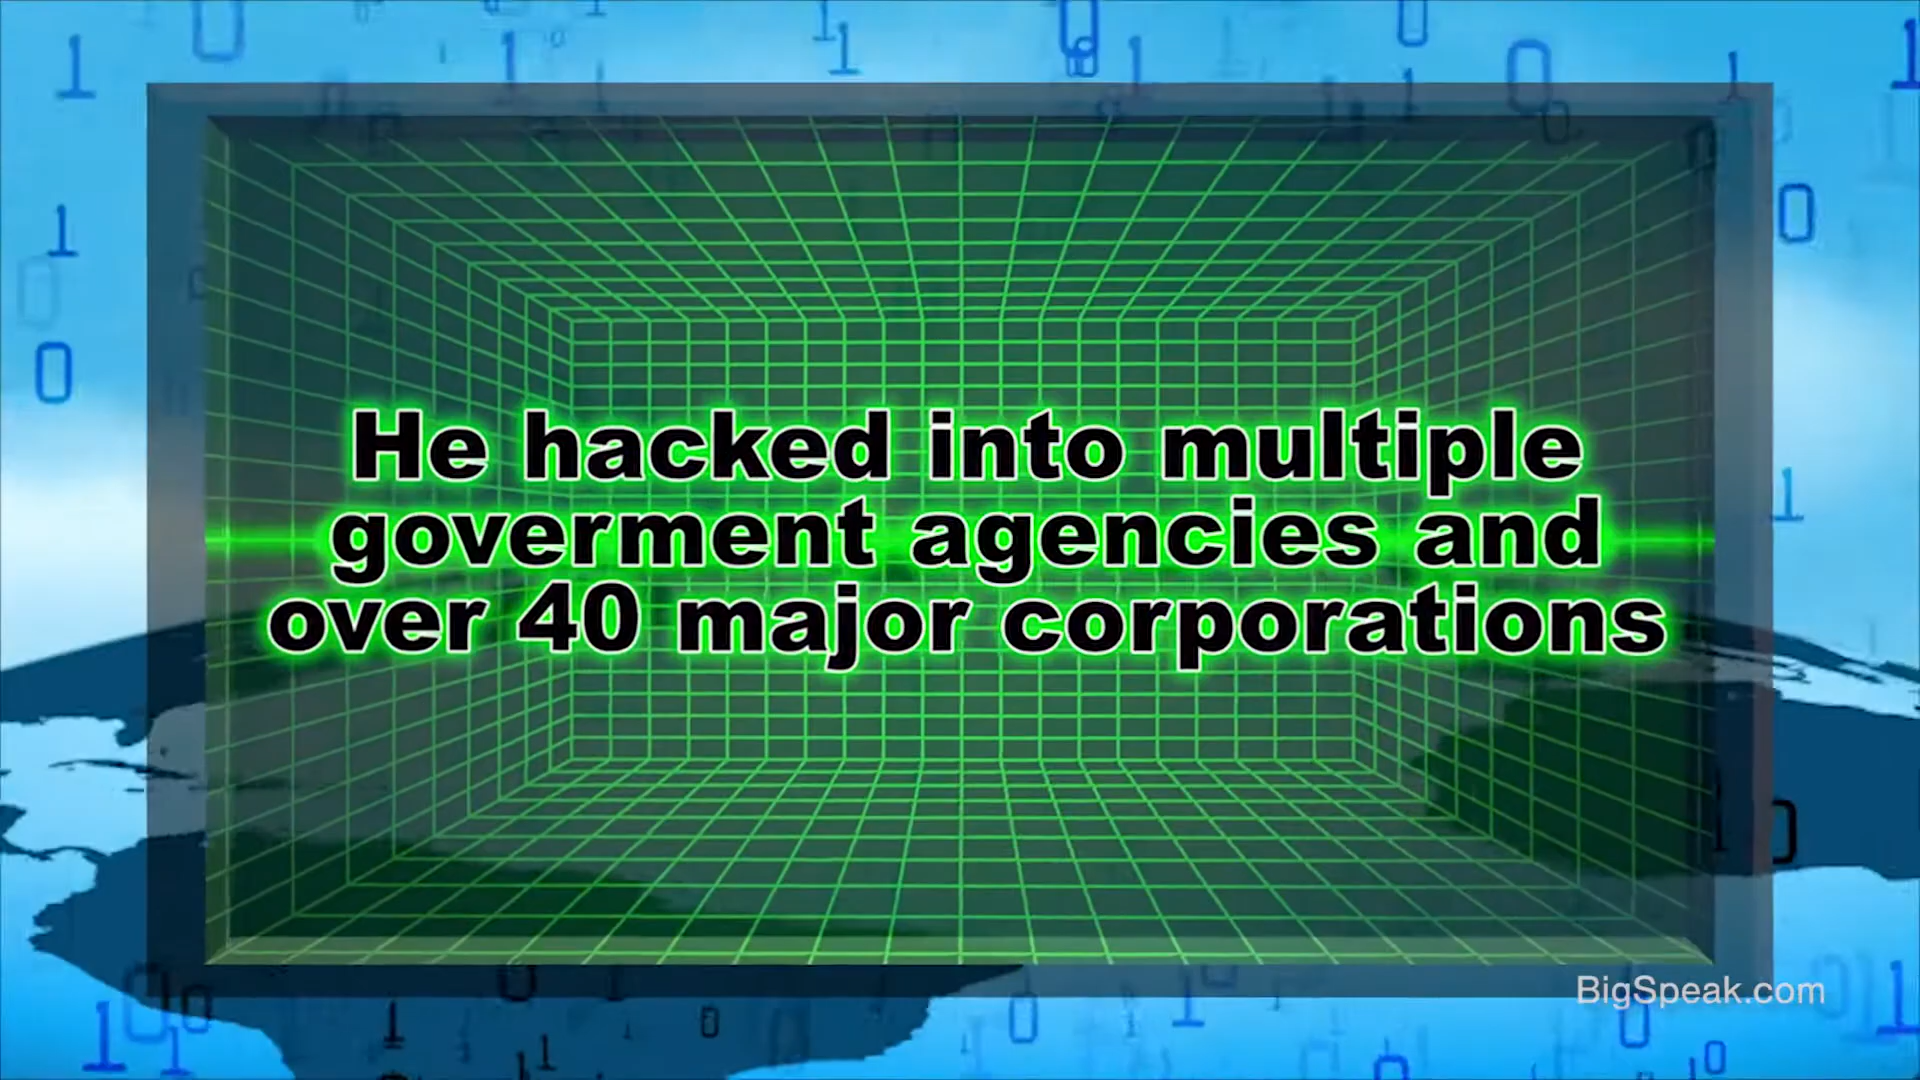 He hacked into multiple
goverment agencies and
over 40 major corporations
BigSpeak.com